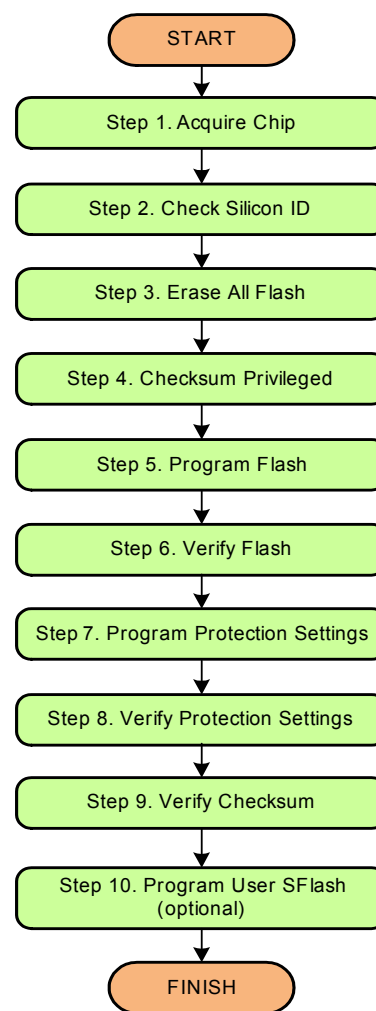 START
Step 1. Acquire Chip
Step 2. Check Silicon ID
Step 3. Erase All Flash
Step 4. Checksum Privileged
Step 5. Program Flash
Step 6. Verify Flash
Step 7. Program Protection Settings
Step 8. Verify Protection Settings
Step 9. Verify Checksum
Step 10. Program User SFlash
(optional)
FINISH